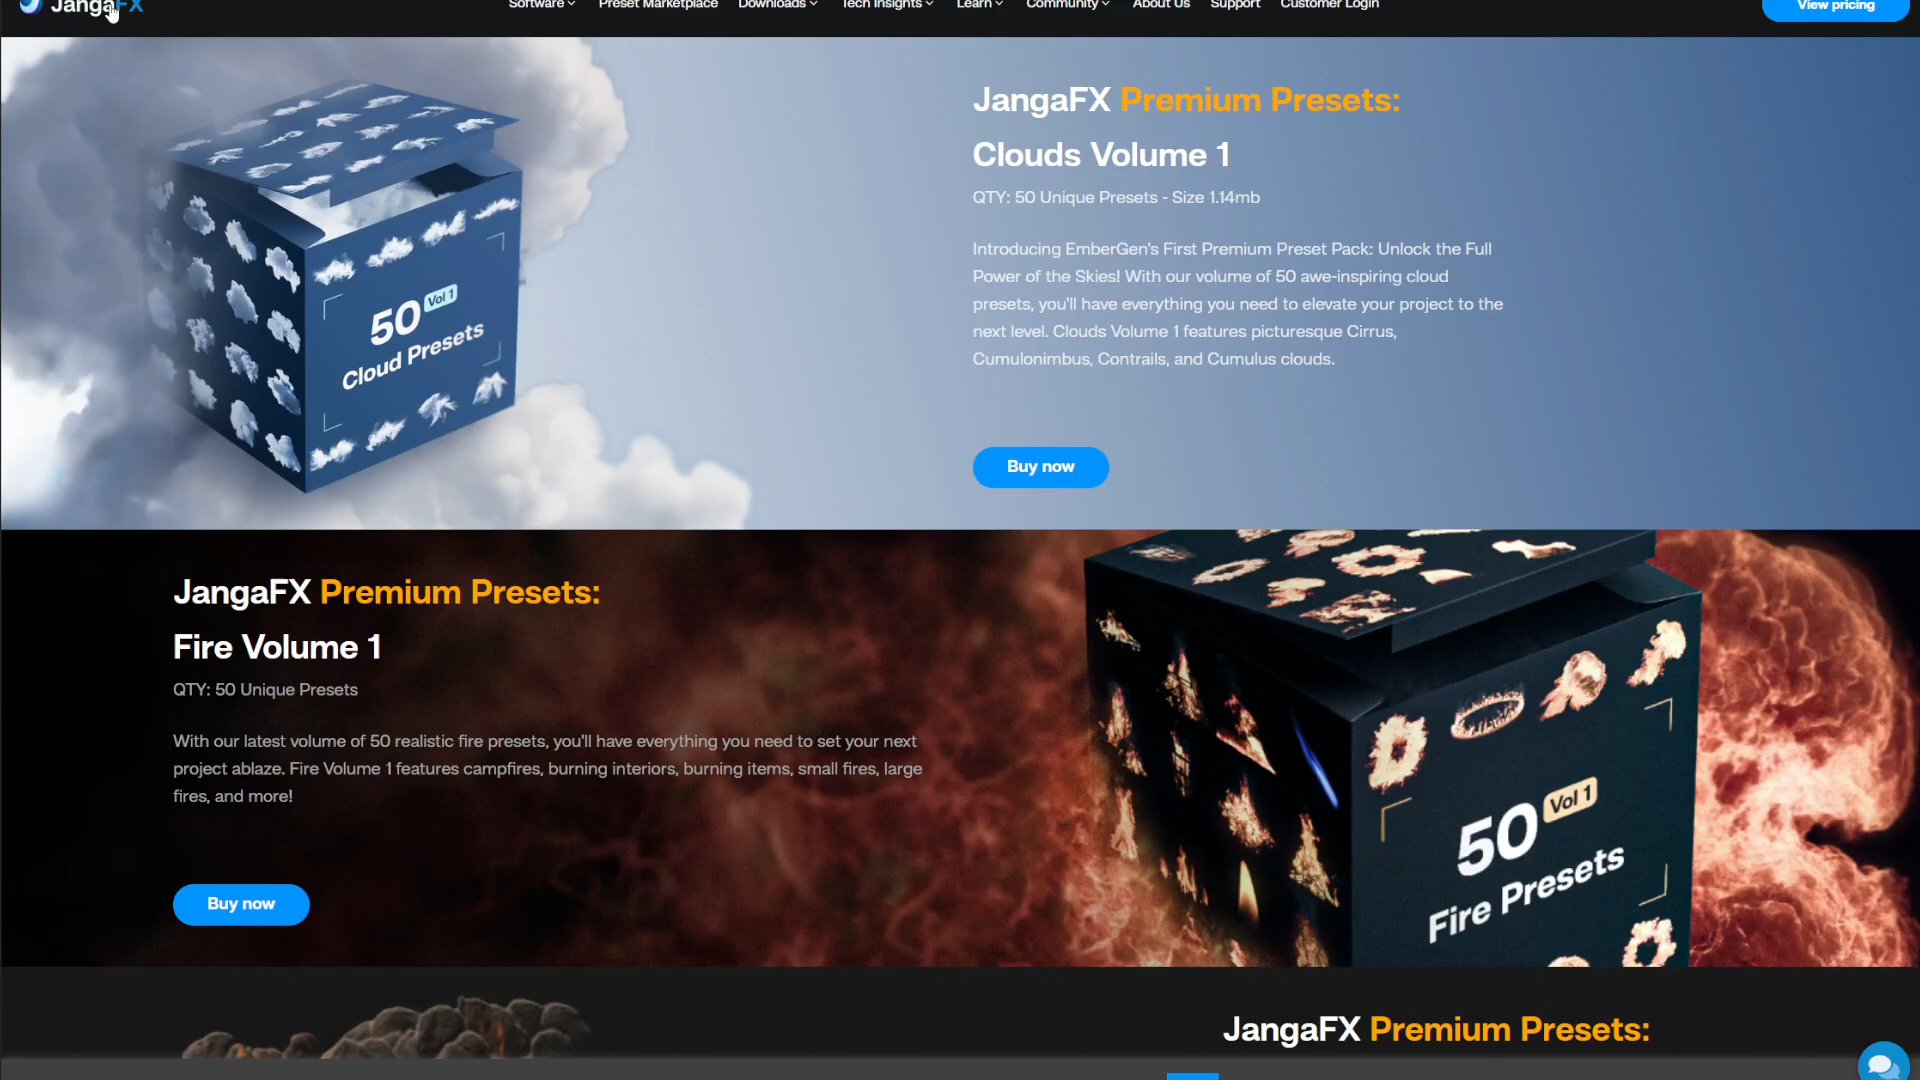 JangaFX
Software
Preset Marketplace
Downloads
Tech Insights
Learn
Community
About Us
Support
Customer Login
View pricing
JangaFX Premium Presets:
Clouds Volume 1
QTY: 50 Unique Presets - Size 1.14mb
Introducing EmberGen's First Premium Preset Pack: Unlock the Full
Power of the Skies! With our volume of 50 awe-inspiring cloud
presets, you'll have everything you need to elevate your project to the
next level. Clouds Volume 1 features picturesque Cirrus,
Cumulonimbus, Contrails, and Cumulus clouds.
Buy now
50 Vol 1
Cloud Presets
JangaFX Premium Presets:
Fire Volume 1
QTY: 50 Unique Presets
With our latest volume of 50 realistic fire presets, you'll have everything you need to set your next
project ablaze. Fire Volume 1 features campfires, burning interiors, burning items, small fires, large
fires, and more!
Buy now
50 Vol 1
Fire Presets
JangaFX Premium Presets: